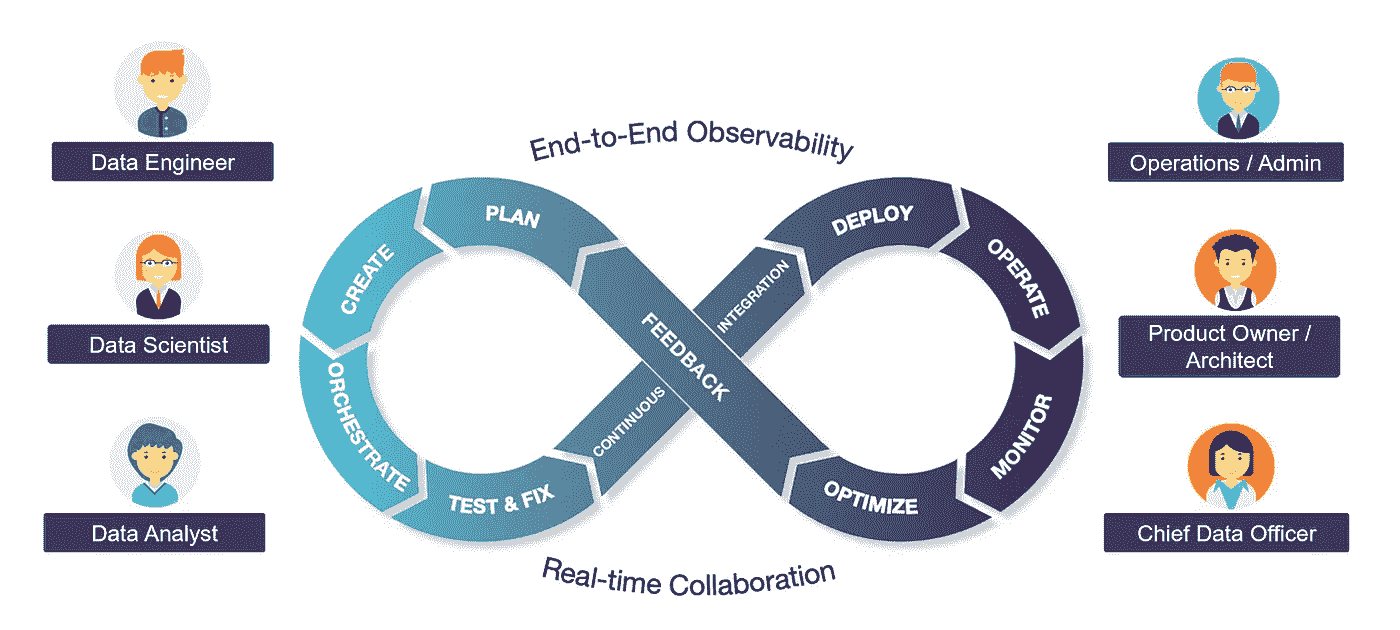 End-to-End Observability
Data Engineer
Data Scientist
Data Analyst
PLAN
CREATE
ORCHESTRATE
TEST & FIX
CONTINUOUS
INTEGRATION
DEPLOY
OPERATE
MONITOR
OPTIMIZE
FEEDBACK
Real-time Collaboration
Operations / Admin
Product Owner /
Architect
Chief Data Officer